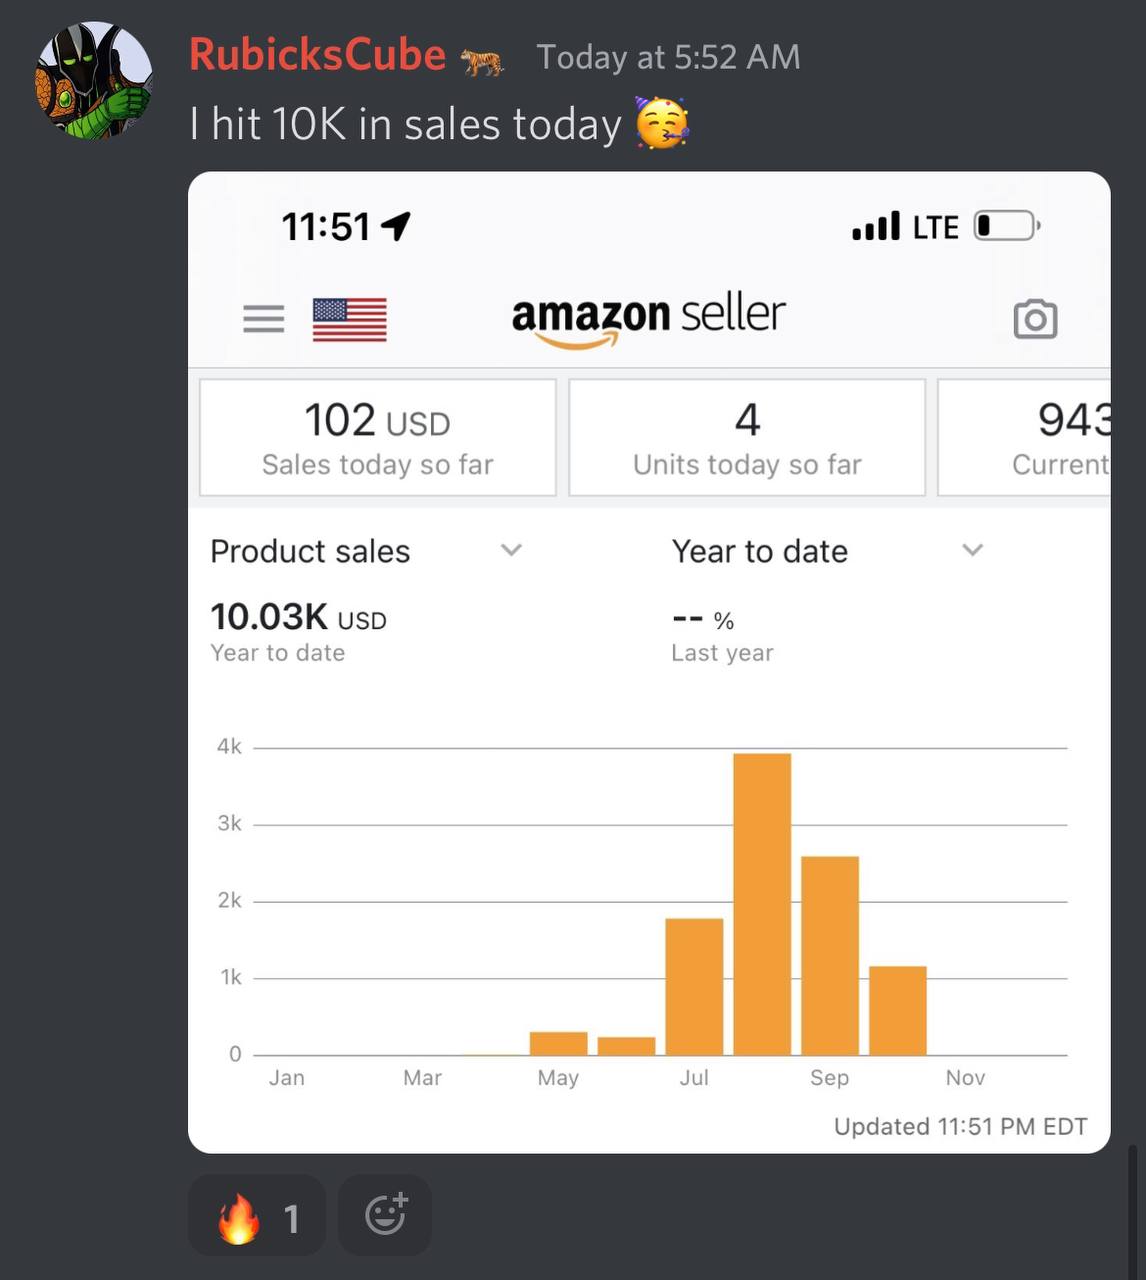 RubicksCube 🐅 Today at 5:52 AM
I hit 10K in sales today 🥳
11:51 LTE
amazon seller
102 USD 4 943
Sales today so far Units today so far Current
Product sales Year to date
10.03K USD -- %
Year to date Last year
4k
3k
2k
1k
0
Jan Mar May Jul Sep Nov
Updated 11:51 PM EDT
🔥 1